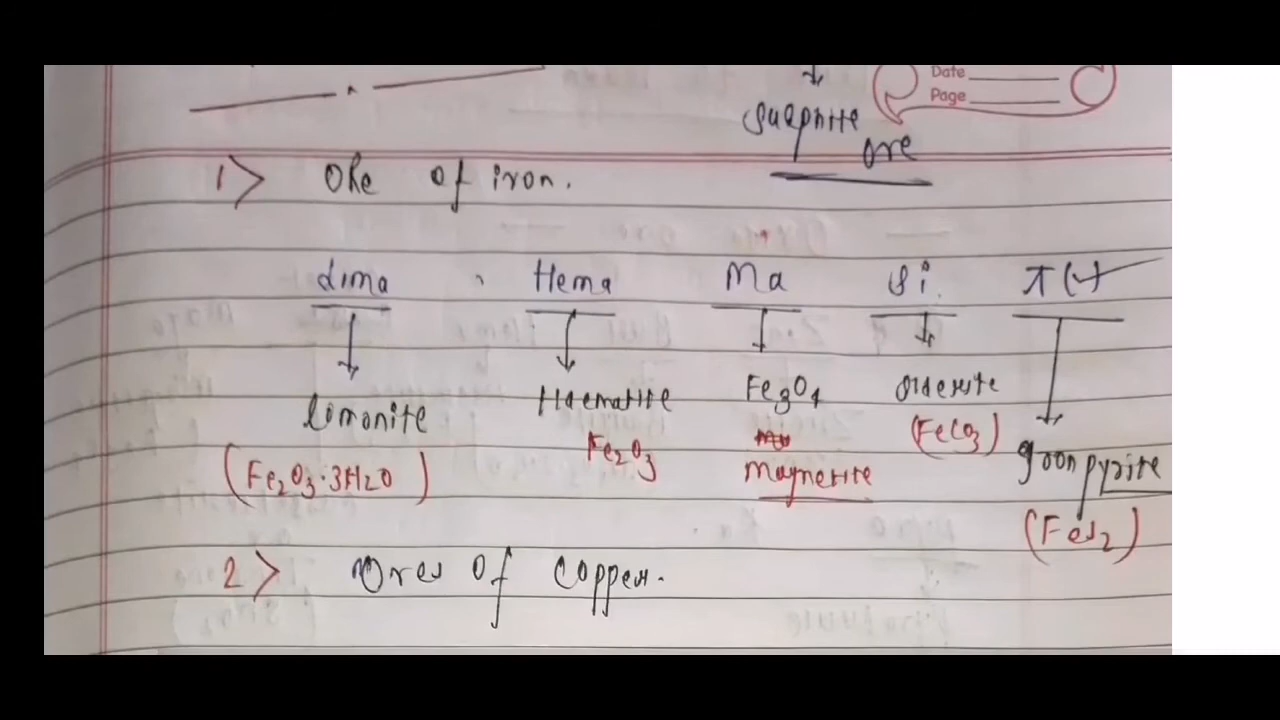 Date
Page
Sulphite
ore
1> Ore of iron.
Lima Hema Ma Si π(+)
Limonite Haematite Fe3O4 Siderite
(Fe2O3·3H2O) Fe2O3 Magnetite (FeCO3) Iron pyrite
(FeS2)
2> Ores of Copper.